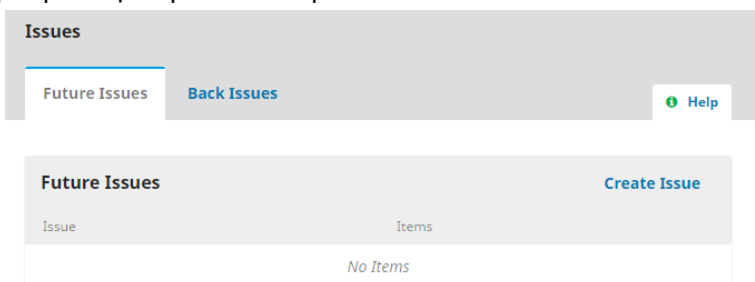 Issues
Future Issues Back Issues
Help
Future Issues Create Issue
Issue Items
No Items